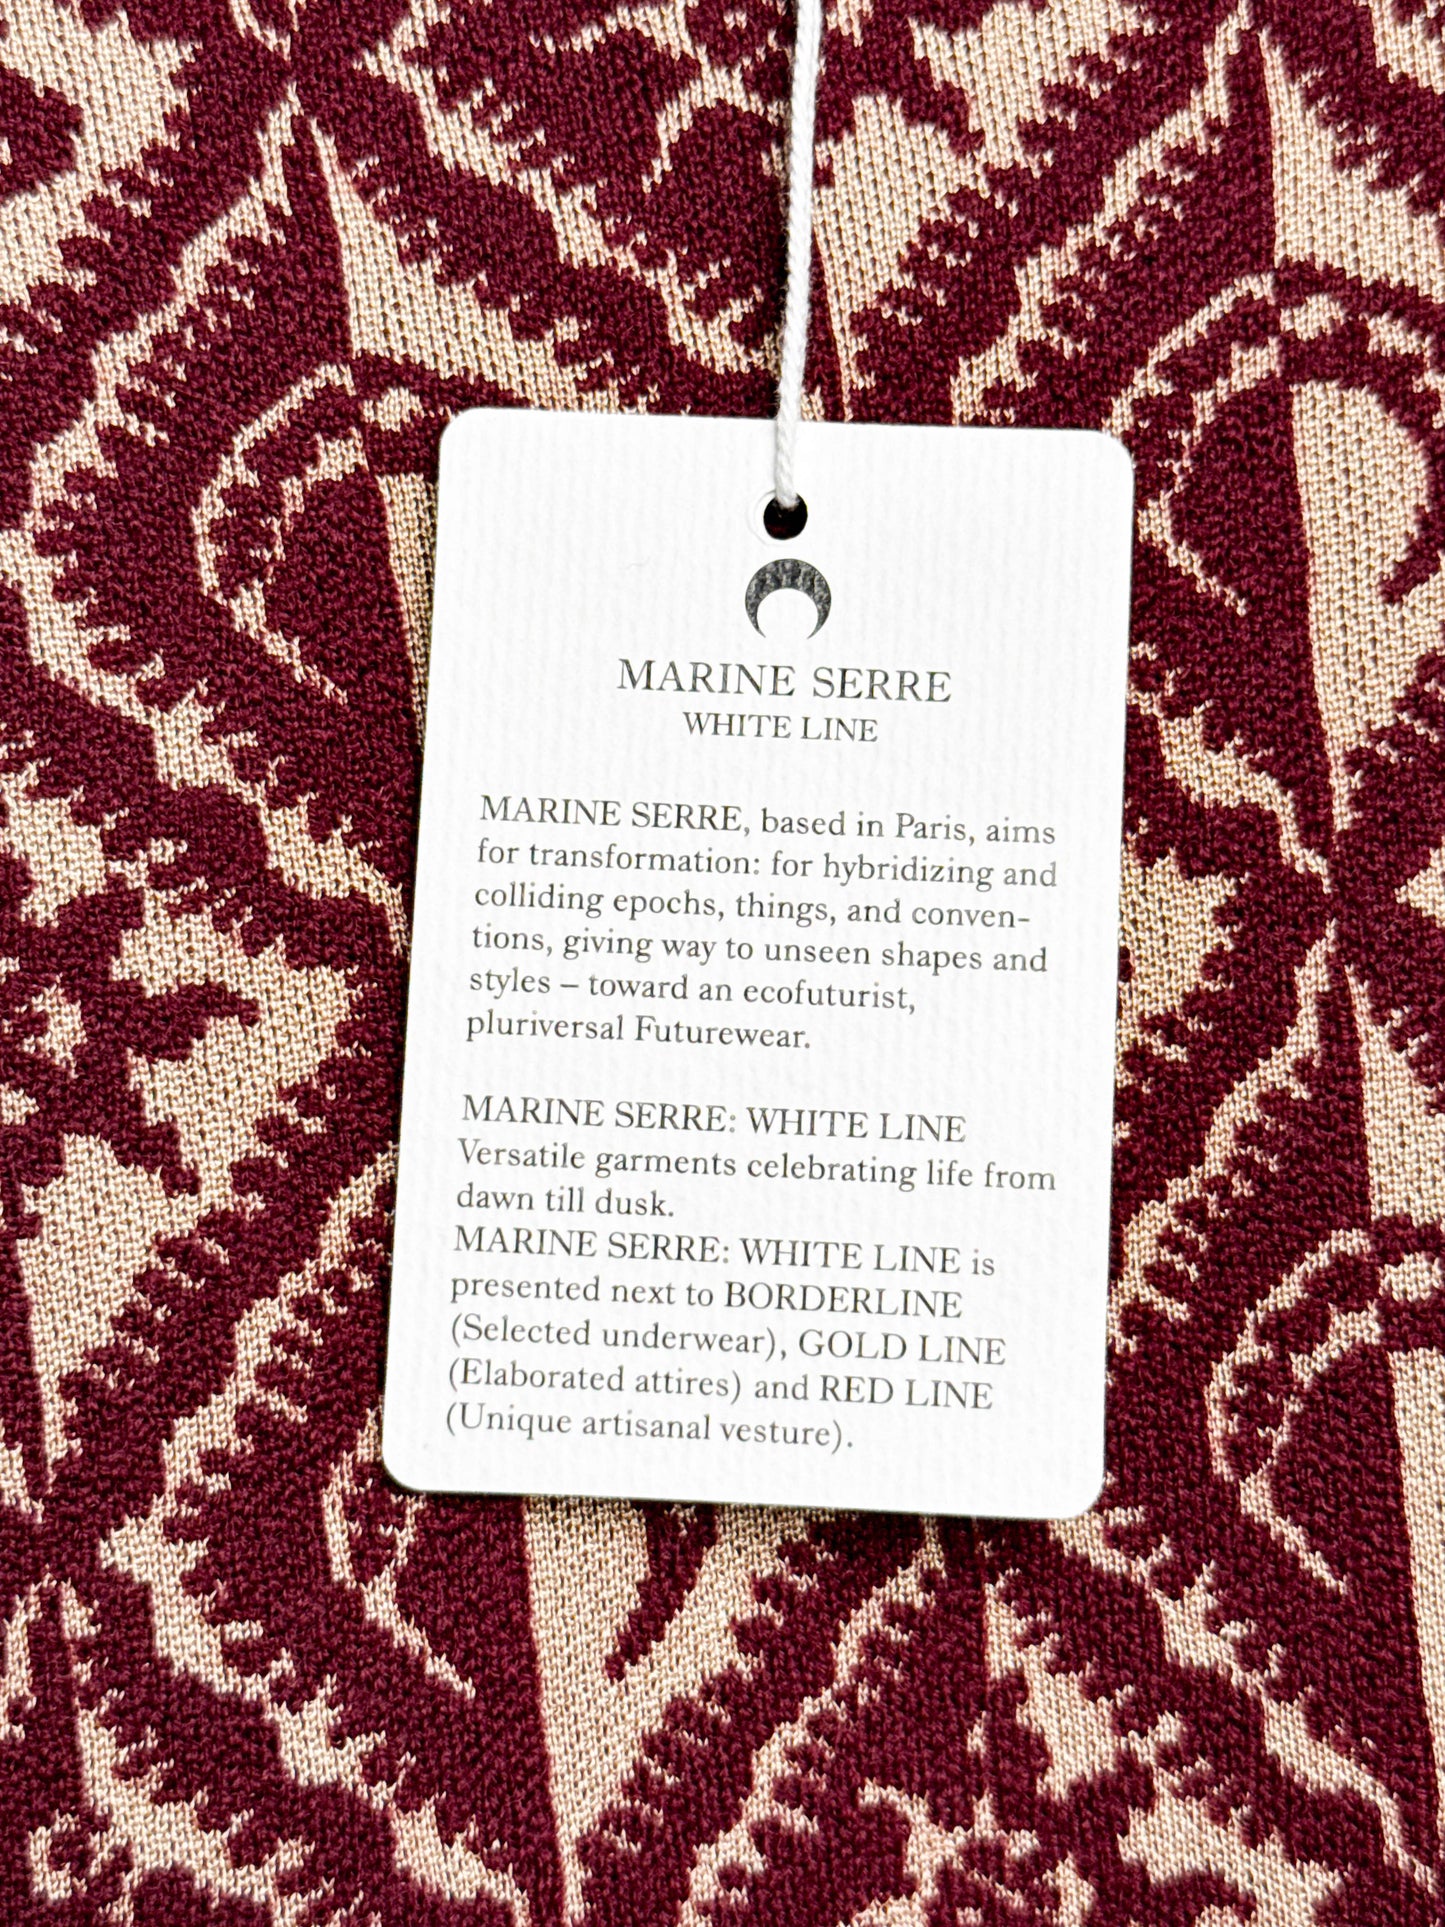 MARINE SERRE
WHITE LINE
MARINE SERRE, based in Paris, aims
for transformation: for hybridizing and
colliding epochs, things, and conven-
tions, giving way to unseen shapes and
styles – toward an ecofuturist,
pluriversal Futurewear.
MARINE SERRE: WHITE LINE
Versatile garments celebrating life from
dawn till dusk.
MARINE SERRE: WHITE LINE is
presented next to BORDERLINE
(Selected underwear), GOLD LINE
(Elaborated attires) and RED LINE
(Unique artisanal vesture).